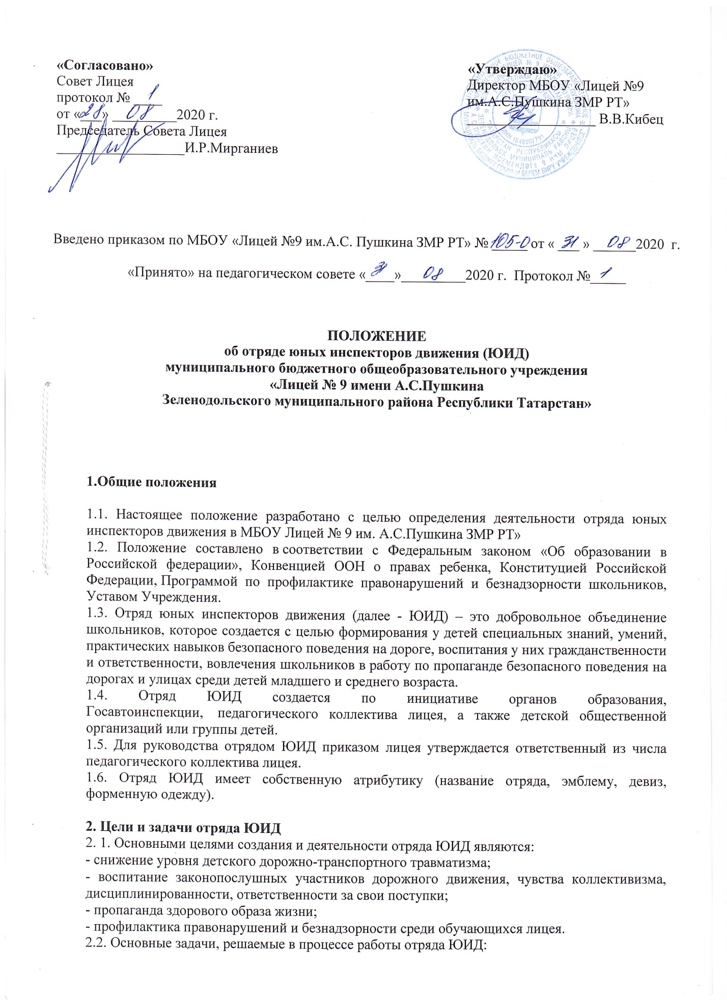 «Согласовано»
Совет Лицея
протокол № 1
от «28» 08 2020 г.
Председатель Совета Лицея
И.Р.Мирганиев
«Утверждаю»
Директор МБОУ «Лицей №9
им.А.С.Пушкина ЗМР РТ»
В.В.Кибец
Введено приказом по МБОУ «Лицей №9 им.А.С. Пушкина ЗМР РТ» № 105-0 от « 31 » 08 2020 г.
«Принято» на педагогическом совете «31» 08 2020 г. Протокол № 1
ПОЛОЖЕНИЕ
об отряде юных инспекторов движения (ЮИД)
муниципального бюджетного общеобразовательного учреждения
«Лицей № 9 имени А.С.Пушкина
Зеленодольского муниципального района Республики Татарстан»
1.Общие положения
1.1. Настоящее положение разработано с целью определения деятельности отряда юных
инспекторов движения в МБОУ Лицей № 9 им. А.С.Пушкина ЗМР РТ»
1.2. Положение составлено в соответствии с Федеральным законом «Об образовании в
Российской федерации», Конвенцией ООН о правах ребенка, Конституцией Российской
Федерации, Программой по профилактике правонарушений и безнадзорности школьников,
Уставом Учреждения.
1.3. Отряд юных инспекторов движения (далее - ЮИД) – это добровольное объединение
школьников, которое создается с целью формирования у детей специальных знаний, умений,
практических навыков безопасного поведения на дороге, воспитания у них гражданственности
и ответственности, вовлечения школьников в работу по пропаганде безопасного поведения на
дорогах и улицах среди детей младшего и среднего возраста.
1.4. Отряд ЮИД создается по инициативе органов образования,
Госавтоинспекции, педагогического коллектива лицея, а также детской общественной
организаций или группы детей.
1.5. Для руководства отрядом ЮИД приказом лицея утверждается ответственный из числа
педагогического коллектива лицея.
1.6. Отряд ЮИД имеет собственную атрибутику (название отряда, эмблему, девиз,
форменную одежду).
2. Цели и задачи отряда ЮИД
2. 1. Основными целями создания и деятельности отряда ЮИД являются:
- снижение уровня детского дорожно-транспортного травматизма;
- воспитание законопослушных участников дорожного движения, чувства коллективизма,
дисциплинированности, ответственности за свои поступки;
- пропаганда здорового образа жизни;
- профилактика правонарушений и безнадзорности среди обучающихся лицея.
2.2. Основные задачи, решаемые в процессе работы отряда ЮИД: